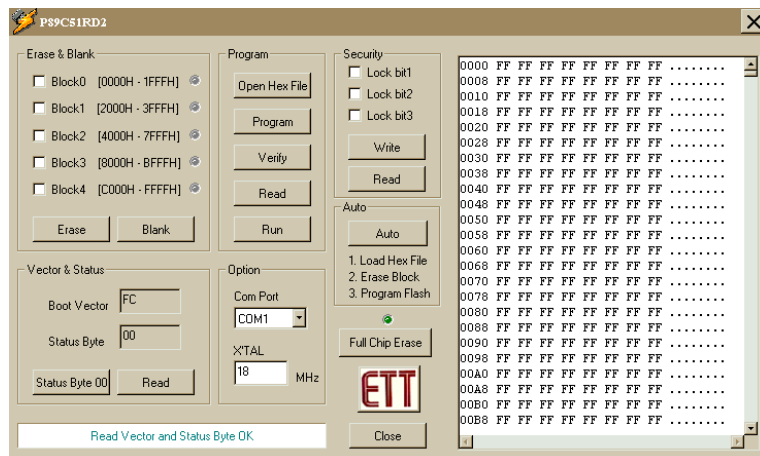 P89C51RD2
Erase & Blank
Block0 [0000H - 1FFFH]
Block1 [2000H - 3FFFH]
Block2 [4000H - 7FFFH]
Block3 [8000H - BFFFH]
Block4 [C000H - FFFFH]
Erase Blank
Program
Open Hex File
Program
Verify
Read
Run
Security
Lock bit1
Lock bit2
Lock bit3
Write
Read
Auto
Auto
1. Load Hex File
2. Erase Block
3. Program Flash
Vector & Status
Boot Vector FC
Status Byte 00
Status Byte 00 Read
Option
Com Port
COM1
X'TAL
18 MHz
Full Chip Erase
ETT
Close
Read Vector and Status Byte OK
0000 FF FF FF FF FF FF FF FF ........
0008 FF FF FF FF FF FF FF FF ........
0010 FF FF FF FF FF FF FF FF ........
0018 FF FF FF FF FF FF FF FF ........
0020 FF FF FF FF FF FF FF FF ........
0028 FF FF FF FF FF FF FF FF ........
0030 FF FF FF FF FF FF FF FF ........
0038 FF FF FF FF FF FF FF FF ........
0040 FF FF FF FF FF FF FF FF ........
0048 FF FF FF FF FF FF FF FF ........
0050 FF FF FF FF FF FF FF FF ........
0058 FF FF FF FF FF FF FF FF ........
0060 FF FF FF FF FF FF FF FF ........
0068 FF FF FF FF FF FF FF FF ........
0070 FF FF FF FF FF FF FF FF ........
0078 FF FF FF FF FF FF FF FF ........
0080 FF FF FF FF FF FF FF FF ........
0088 FF FF FF FF FF FF FF FF ........
0090 FF FF FF FF FF FF FF FF ........
0098 FF FF FF FF FF FF FF FF ........
00A0 FF FF FF FF FF FF FF FF ........
00A8 FF FF FF FF FF FF FF FF ........
00B0 FF FF FF FF FF FF FF FF ........
00B8 FF FF FF FF FF FF FF FF ........